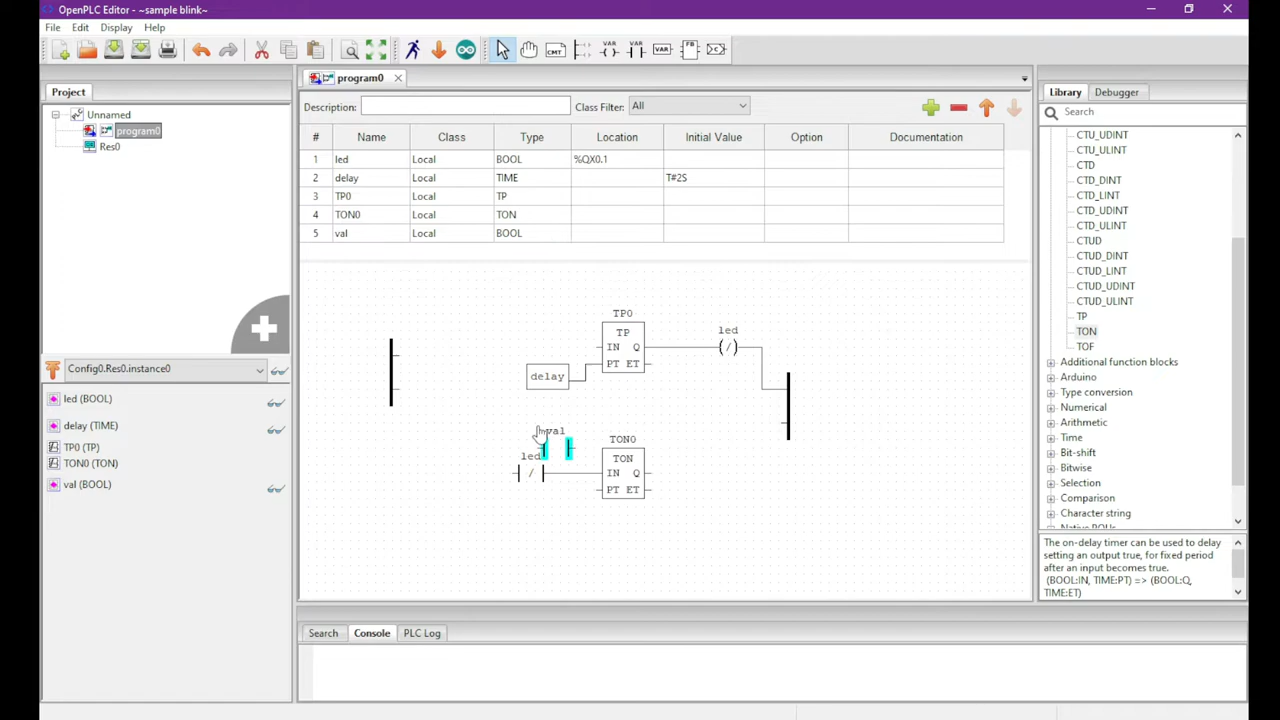 OpenPLC Editor - ~sample blink~
File Edit Display Help
CMT VAR VAR VAR FB
Project
program0
Unnamed
program0
Res0
Description:
Class Filter: All
# Name Class Type Location Initial Value Option Documentation
1 led Local BOOL %QX0.1
2 delay Local TIME T#2S
3 TP0 Local TP
4 TON0 Local TON
5 val Local BOOL
Library Debugger
Search
CTU_UDINT
CTU_ULINT
CTD
CTD_DINT
CTD_LINT
CTD_UDINT
CTD_ULINT
CTUD
CTUD_DINT
CTUD_LINT
CTUD_UDINT
CTUD_ULINT
TP
TON
TOF
Additional function blocks
Arduino
Type conversion
Numerical
Arithmetic
Time
Bit-shift
Bitwise
Selection
Comparison
Character string
Native POUs
The on-delay timer can be used to delay
setting an output true, for fixed period
after an input becomes true.
(BOOL:IN, TIME:PT) => (BOOL:Q,
TIME:ET)
Config0.Res0.instance0
led (BOOL)
delay (TIME)
TP0 (TP)
TON0 (TON)
val (BOOL)
TP0
TP
IN Q
PT ET
led
(/)
delay
val
led
/
TON0
TON
IN Q
PT ET
Search Console PLC Log